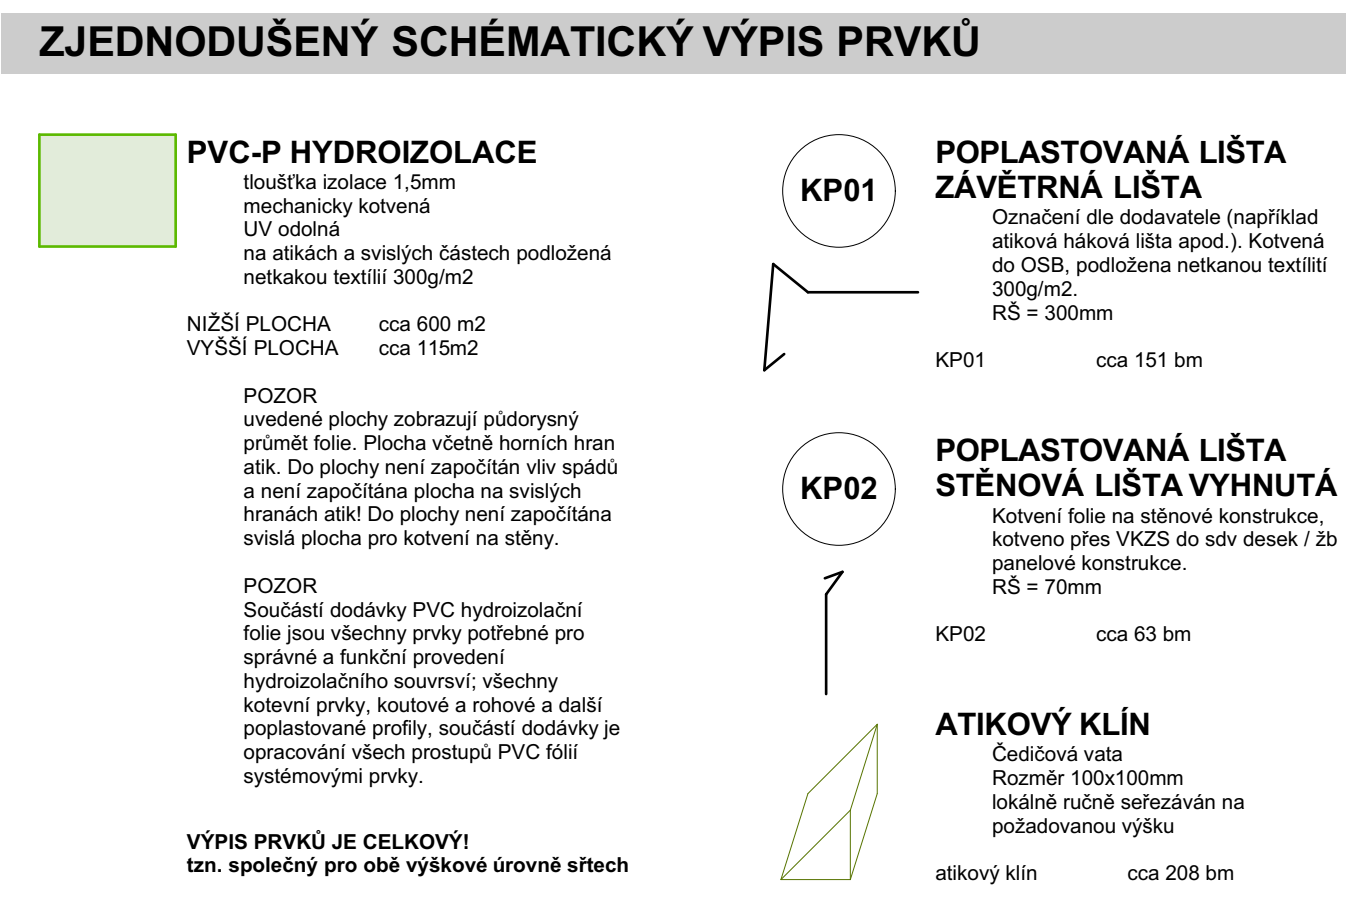 ZJEDNODUŠENÝ SCHÉMATICKÝ VÝPIS PRVKŮ
PVC-P HYDROIZOLACE
tloušťka izolace 1,5mm
mechanicky kotvená
UV odolná
na atikách a svislých částech podložená
netkakou textílií 300g/m2
NIŽŠÍ PLOCHA cca 600 m2
VYŠŠÍ PLOCHA cca 115m2
POZOR
uvedené plochy zobrazují půdorysný
průmět folie. Plocha včetně horních hran
atik. Do plochy není započítán vliv spádů
a není započítána plocha na svislých
hranách atik! Do plochy není započítána
svislá plocha pro kotvení na stěny.
POZOR
Součástí dodávky PVC hydroizolační
folie jsou všechny prvky potřebné pro
správné a funkční provedení
hydroizolačního souvrsví; všechny
kotevní prvky, koutové a rohové a další
poplastované profily, součástí dodávky je
opracování všech prostupů PVC fólií
systémovými prvky.
VÝPIS PRVKŮ JE CELKOVÝ!
tzn. společný pro obě výškové úrovně sřtech
KP01
POPLASTOVANÁ LIŠTA
ZÁVĚTRNÁ LIŠTA
Označení dle dodavatele (například
atiková háková lišta apod.). Kotvená
do OSB, podložena netkanou textílití
300g/m2.
RŠ = 300mm
KP01 cca 151 bm
KP02
POPLASTOVANÁ LIŠTA
STĚNOVÁ LIŠTA VYHNUTÁ
Kotvení folie na stěnové konstrukce,
kotveno přes VKZS do sdv desek / žb
panelové konstrukce.
RŠ = 70mm
KP02 cca 63 bm
ATIKOVÝ KLÍN
Čedičová vata
Rozměr 100x100mm
lokálně ručně seřezáván na
požadovanou výšku
atikový klín cca 208 bm